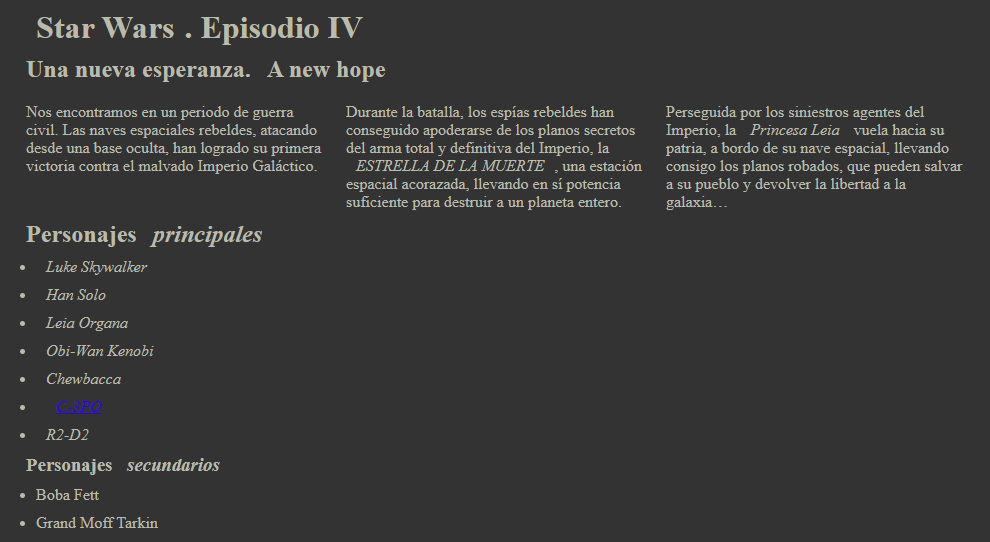 Star Wars . Episodio IV
Una nueva esperanza. A new hope
Nos encontramos en un periodo de guerra
civil. Las naves espaciales rebeldes, atacando
desde una base oculta, han logrado su primera
victoria contra el malvado Imperio Galáctico.
Durante la batalla, los espías rebeldes han
conseguido apoderarse de los planos secretos
del arma total y definitiva del Imperio, la
ESTRELLA DE LA MUERTE , una estación
espacial acorazada, llevando en sí potencia
suficiente para destruir a un planeta entero.
Perseguida por los siniestros agentes del
Imperio, la Princesa Leia vuela hacia su
patria, a bordo de su nave espacial, llevando
consigo los planos robados, que pueden salvar
a su pueblo y devolver la libertad a la
galaxia…
Personajes principales
Luke Skywalker
Han Solo
Leia Organa
Obi-Wan Kenobi
Chewbacca
C-3PO
R2-D2
Personajes secundarios
Boba Fett
Grand Moff Tarkin